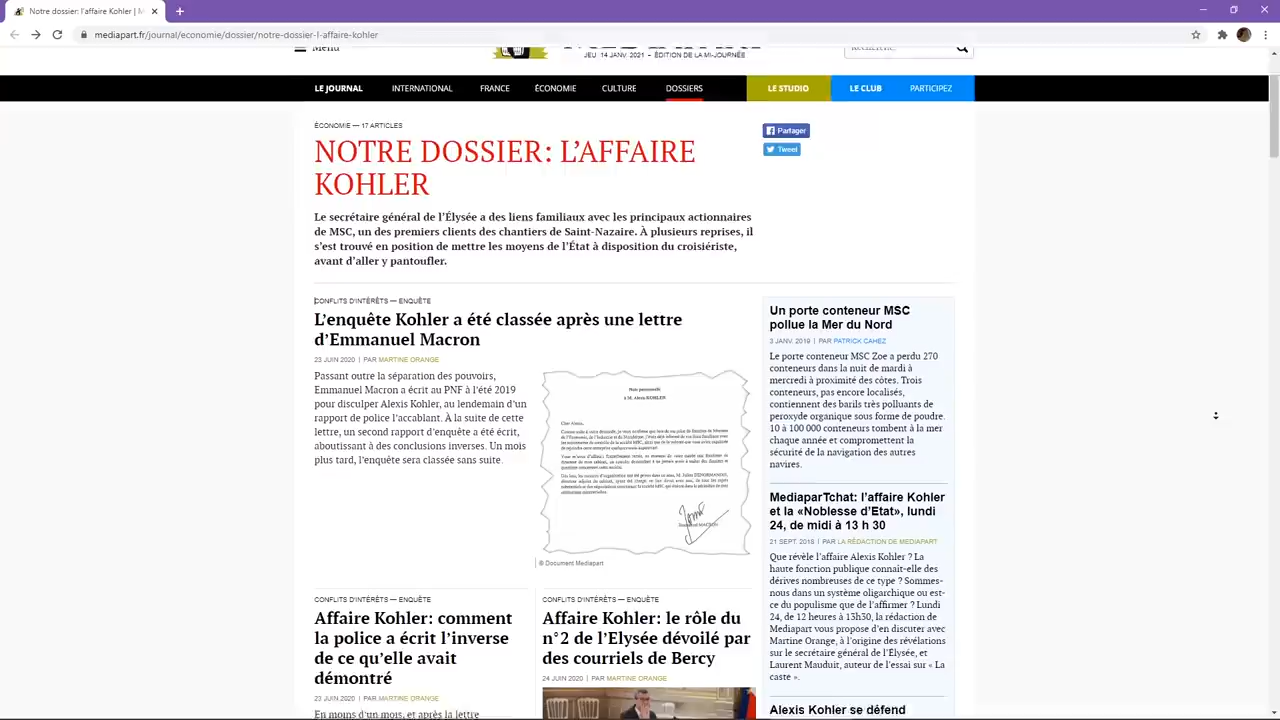 Notre dossier: l'affaire Kohler |
mediapart.fr/journal/economie/dossier/notre-dossier-l-affaire-kohler
Menu
JEU. 14 JANV. 2021 – ÉDITION DE LA MI-JOURNÉE
LE JOURNAL INTERNATIONAL FRANCE ÉCONOMIE CULTURE DOSSIERS LE STUDIO LE CLUB PARTICIPEZ
ÉCONOMIE — 17 ARTICLES
NOTRE DOSSIER: L'AFFAIRE
KOHLER
Le secrétaire général de l'Élysée a des liens familiaux avec les principaux actionnaires
de MSC, un des premiers clients des chantiers de Saint-Nazaire. À plusieurs reprises, il
s'est trouvé en position de mettre les moyens de l'État à disposition du croisiériste,
avant d'aller y pantoufler.
Partager
Tweet
CONFLITS D'INTÉRÊTS — ENQUÊTE
L'enquête Kohler a été classée après une lettre
d'Emmanuel Macron
23 JUIN 2020 | PAR MARTINE ORANGE
Passant outre la séparation des pouvoirs,
Emmanuel Macron a écrit au PNF à l'été 2019
pour disculper Alexis Kohler, au lendemain d'un
rapport de police l'accablant. À la suite de cette
lettre, un second rapport d'enquête a été écrit,
aboutissant à des conclusions inverses. Un mois
plus tard, l'enquête sera classée sans suite.
© Document Mediapart
CONFLITS D'INTÉRÊTS — ENQUÊTE
Affaire Kohler: comment
la police a écrit l'inverse
de ce qu'elle avait
démontré
23 JUIN 2020 | PAR MARTINE ORANGE
En moins d'un mois, et après la lettre
CONFLITS D'INTÉRÊTS — ENQUÊTE
Affaire Kohler: le rôle du
n°2 de l'Elysée dévoilé par
des courriels de Bercy
24 JUIN 2020 | PAR MARTINE ORANGE
Un porte conteneur MSC
pollue la Mer du Nord
3 JANV. 2019 | PAR PATRICK CAHEZ
Le porte conteneur MSC Zoe a perdu 270
conteneurs dans la nuit de mardi à
mercredi à proximité des côtes. Trois
conteneurs, pas encore localisés,
contiennent des barils très polluants de
peroxyde organique sous forme de poudre.
10 à 100 000 conteneurs tombent à la mer
chaque année et compromettent la
sécurité de la navigation des autres
navires.
MediaparTchat: l'affaire Kohler
et la «Noblesse d'Etat», lundi
24, de midi à 13 h 30
21 SEPT. 2018 | PAR LA RÉDACTION DE MEDIAPART
Que révèle l'affaire Alexis Kohler ? La
haute fonction publique connaît-elle des
dérives nombreuses de ce type ? Sommes-
nous dans un système oligarchique ou est-
ce du populisme que de l'affirmer ? Lundi
24, de 12 heures à 13h30, la rédaction de
Mediapart vous propose d'en discuter avec
Martine Orange, à l'origine des révélations
sur le secrétaire général de l'Élysée, et
Laurent Mauduit, auteur de l'essai sur « La
caste ».
Alexis Kohler se défend